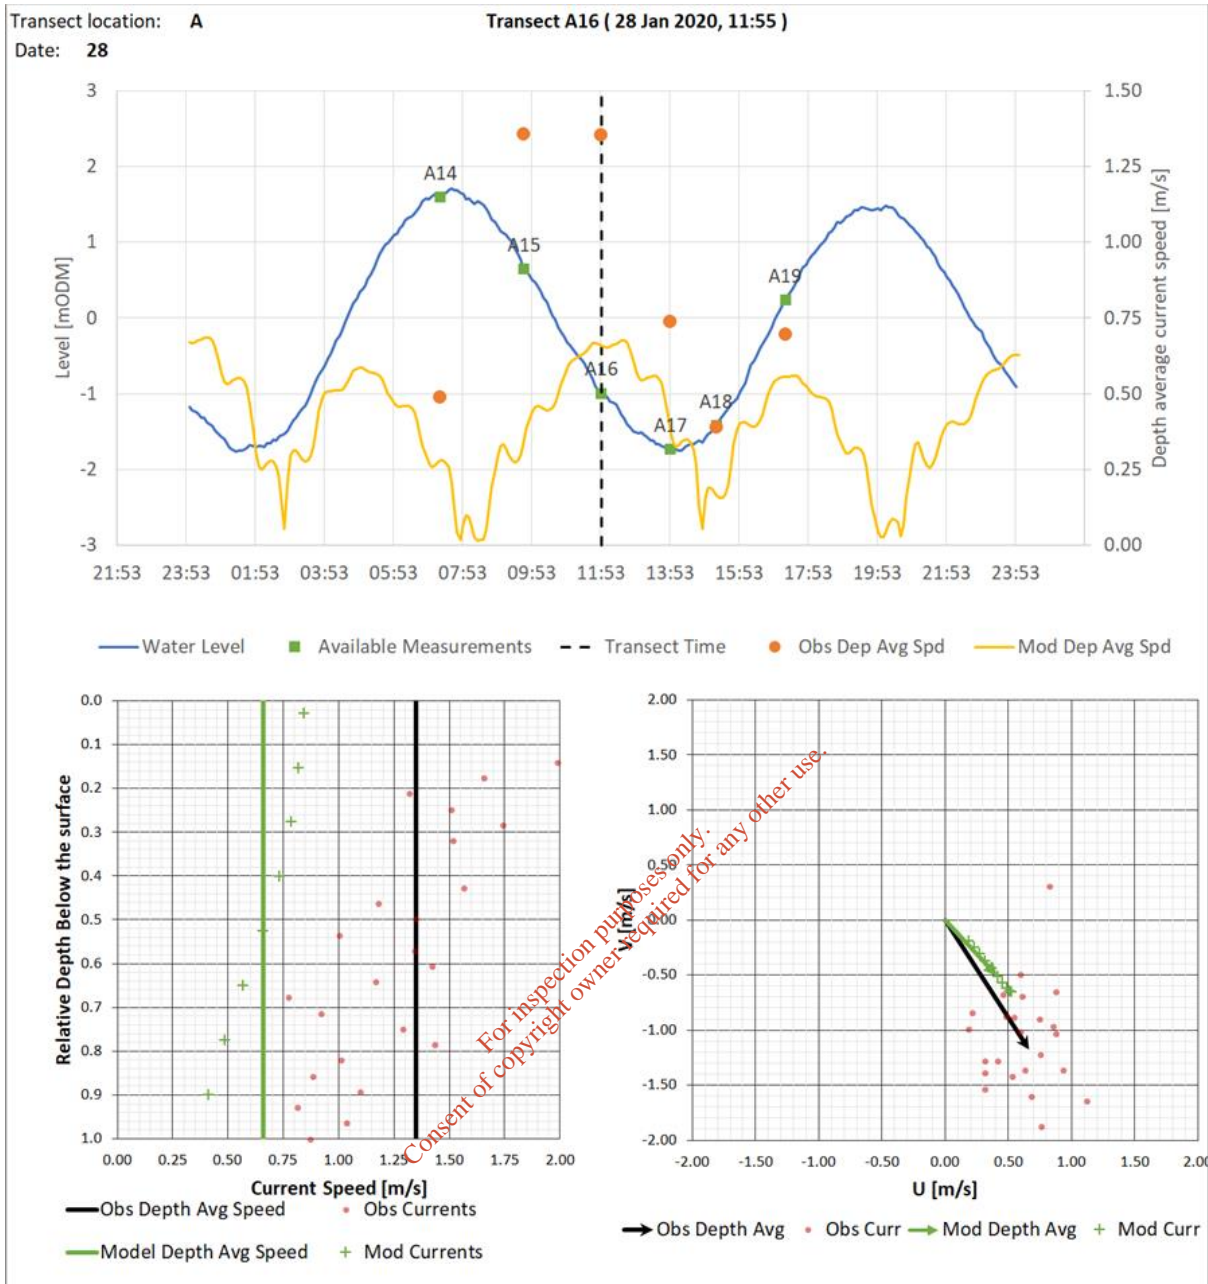 Transect location: A Transect A16 ( 28 Jan 2020, 11:55 )
Date: 28
3 1.50
2 1.25
1 1.00
0 0.75
-1 0.50
-2 0.25
-3 0.00
Level [mODM]
Depth average current speed [m/s]
A14
A15
A16
A17
A18
A19
21:53 23:53 01:53 03:53 05:53 07:53 09:53 11:53 13:53 15:53 17:53 19:53 21:53 23:53
Water Level Available Measurements Transect Time Obs Dep Avg Spd Mod Dep Avg Spd
0.0
0.1
0.2
0.3
0.4
0.5
0.6
0.7
0.8
0.9
1.0
Relative Depth Below the surface
0.00 0.25 0.50 0.75 1.00 1.25 1.50 1.75 2.00
Current Speed [m/s]
Obs Depth Avg Speed Obs Currents
Model Depth Avg Speed Mod Currents
2.00
1.50
1.00
0.50
0.00
-0.50
-1.00
-1.50
-2.00
V [m/s]
-2.00 -1.50 -1.00 -0.50 0.00 0.50 1.00 1.50 2.00
U [m/s]
Obs Depth Avg Obs Curr Mod Depth Avg Mod Curr
For inspection purposes only.
Consent of copyright owner required for any other use.